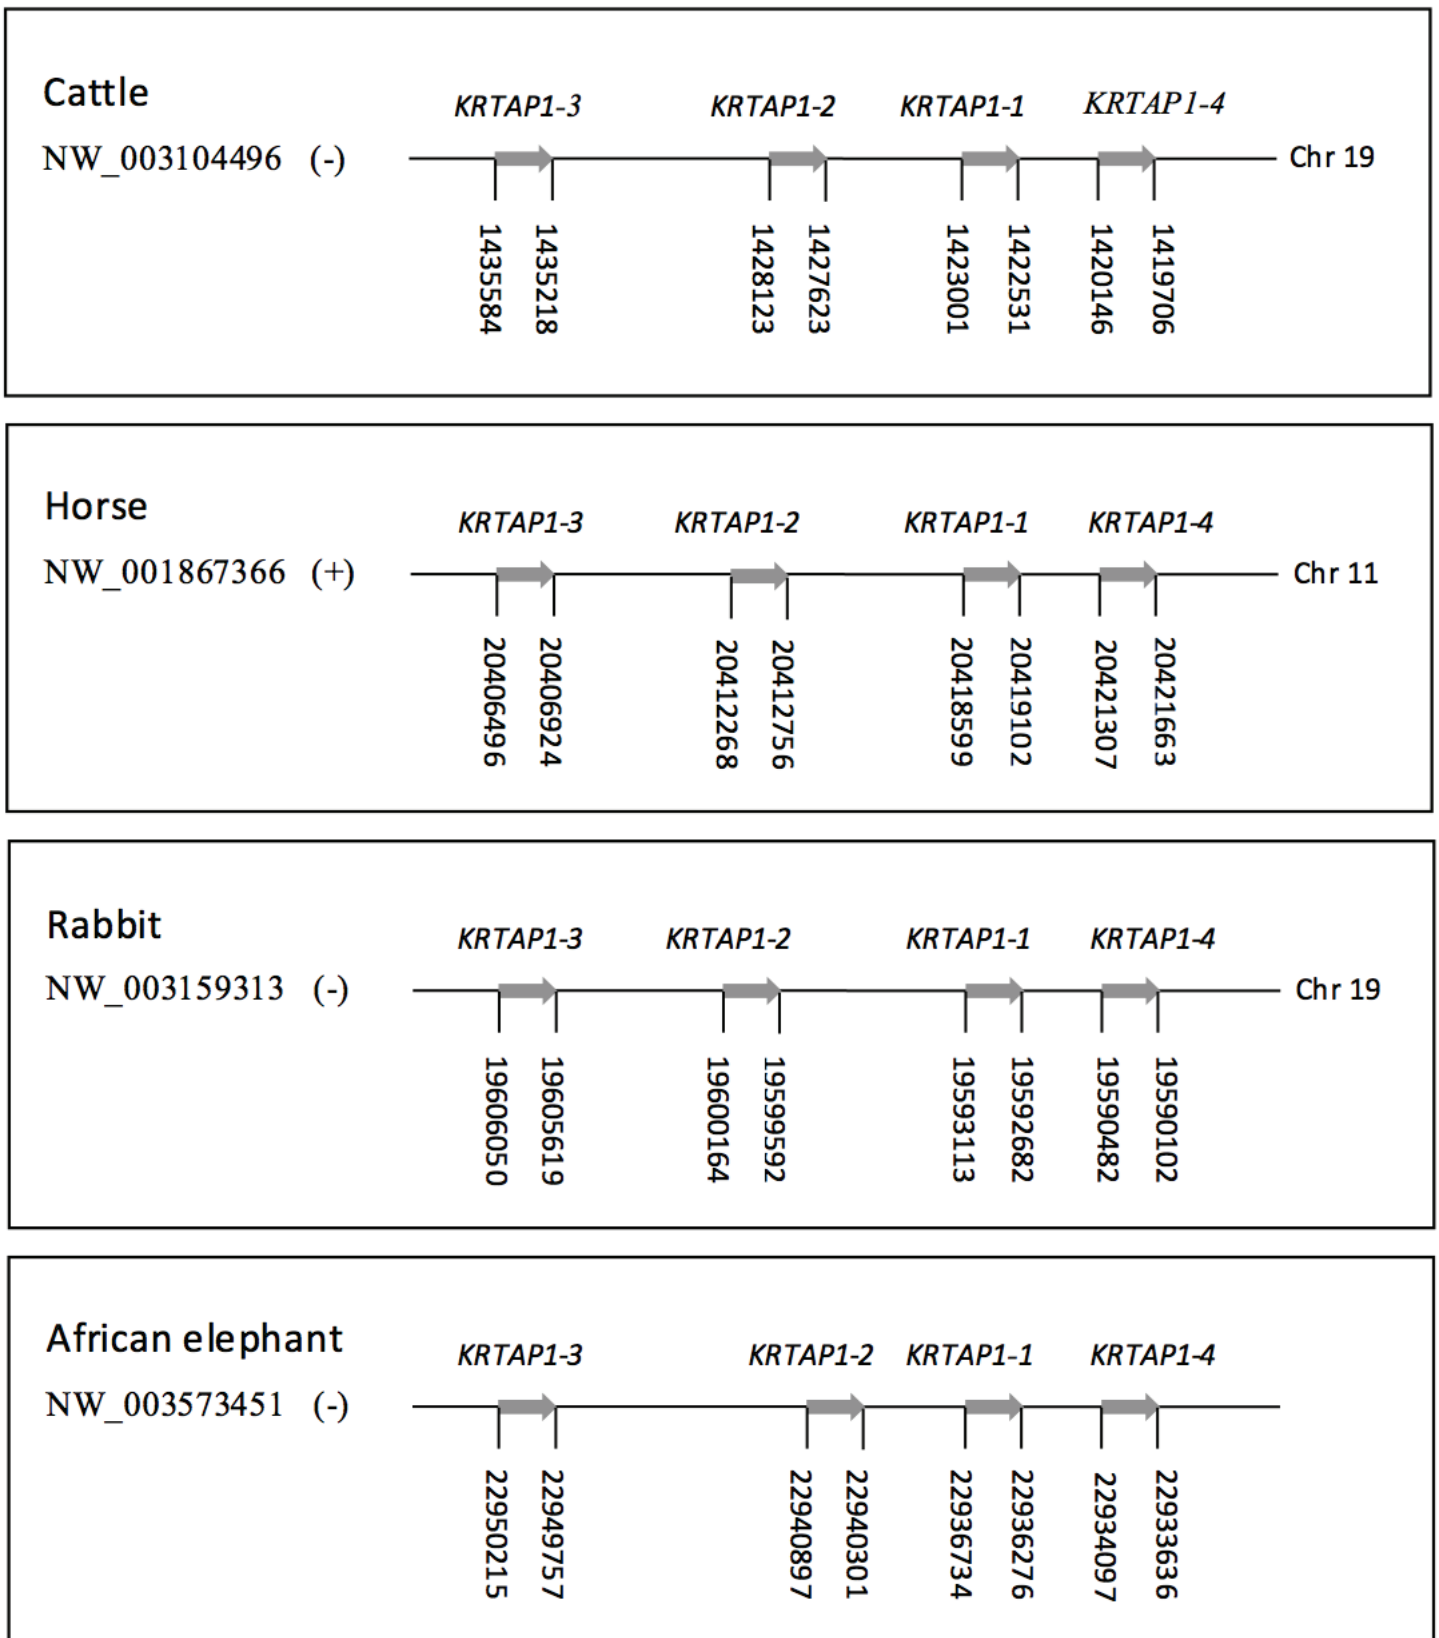 Cattle
KRTAP1-3 KRTAP1-2 KRTAP1-1 KRTAP1-4
NW_003104496 (-) Chr 19
1435584 1435218 1428123 1427623 1423001 1422531 1420146 1419706
Horse
KRTAP1-3 KRTAP1-2 KRTAP1-1 KRTAP1-4
NW_001867366 (+) Chr 11
20406496 20406924 20412268 20412756 20418599 20419102 20421307 20421663
Rabbit
KRTAP1-3 KRTAP1-2 KRTAP1-1 KRTAP1-4
NW_003159313 (-) Chr 19
19606050 19605619 19600164 19599592 19593113 19592682 19590482 19590102
African elephant
KRTAP1-3 KRTAP1-2 KRTAP1-1 KRTAP1-4
NW_003573451 (-)
22950215 22949757 22940897 22940301 22936734 22936276 22934097 22933636